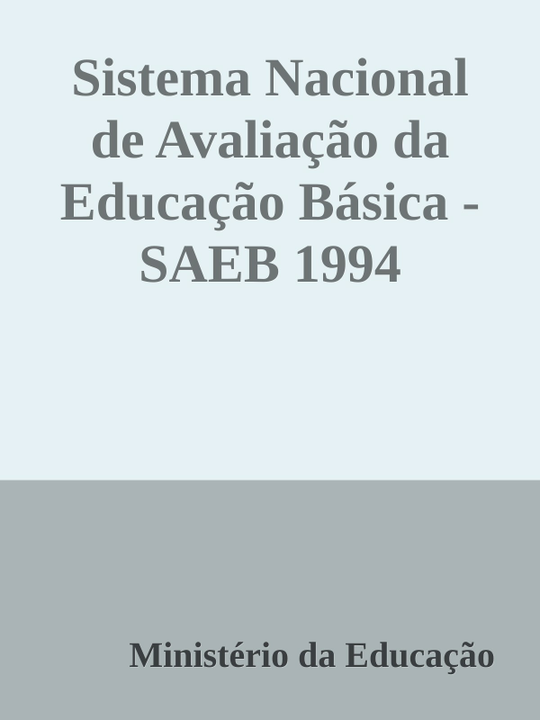 Sistema Nacional
de Avaliação da
Educação Básica -
SAEB 1994
Ministério da Educação